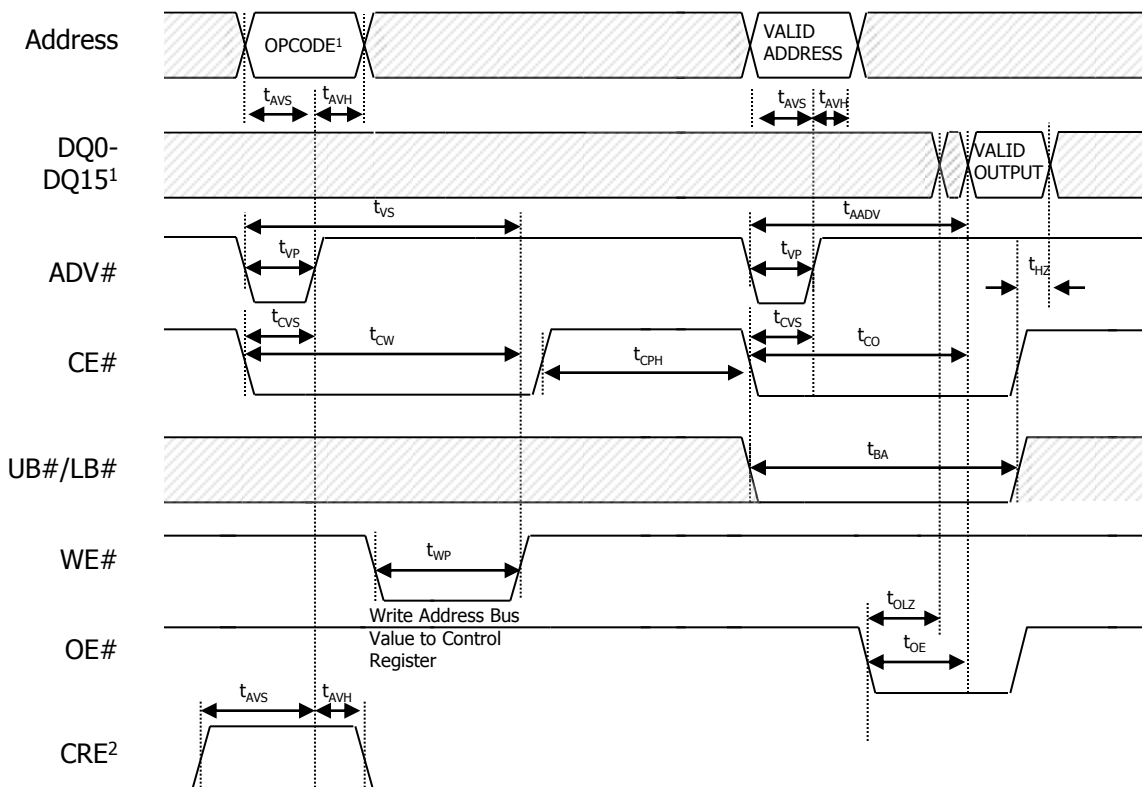 Address
OPCODE¹
VALID
ADDRESS
tAVS
tAVH
tAVS
tAVH
DQ0-
DQ15¹
VALID
OUTPUT
tVS
tAADV
ADV#
tVP
tVP
tHZ
CE#
tCVS
tCW
tCPH
tCVS
tCO
UB#/LB#
tBA
WE#
tWP
Write Address Bus
Value to Control
Register
OE#
tOLZ
tOE
tAVS
tAVH
CRE²